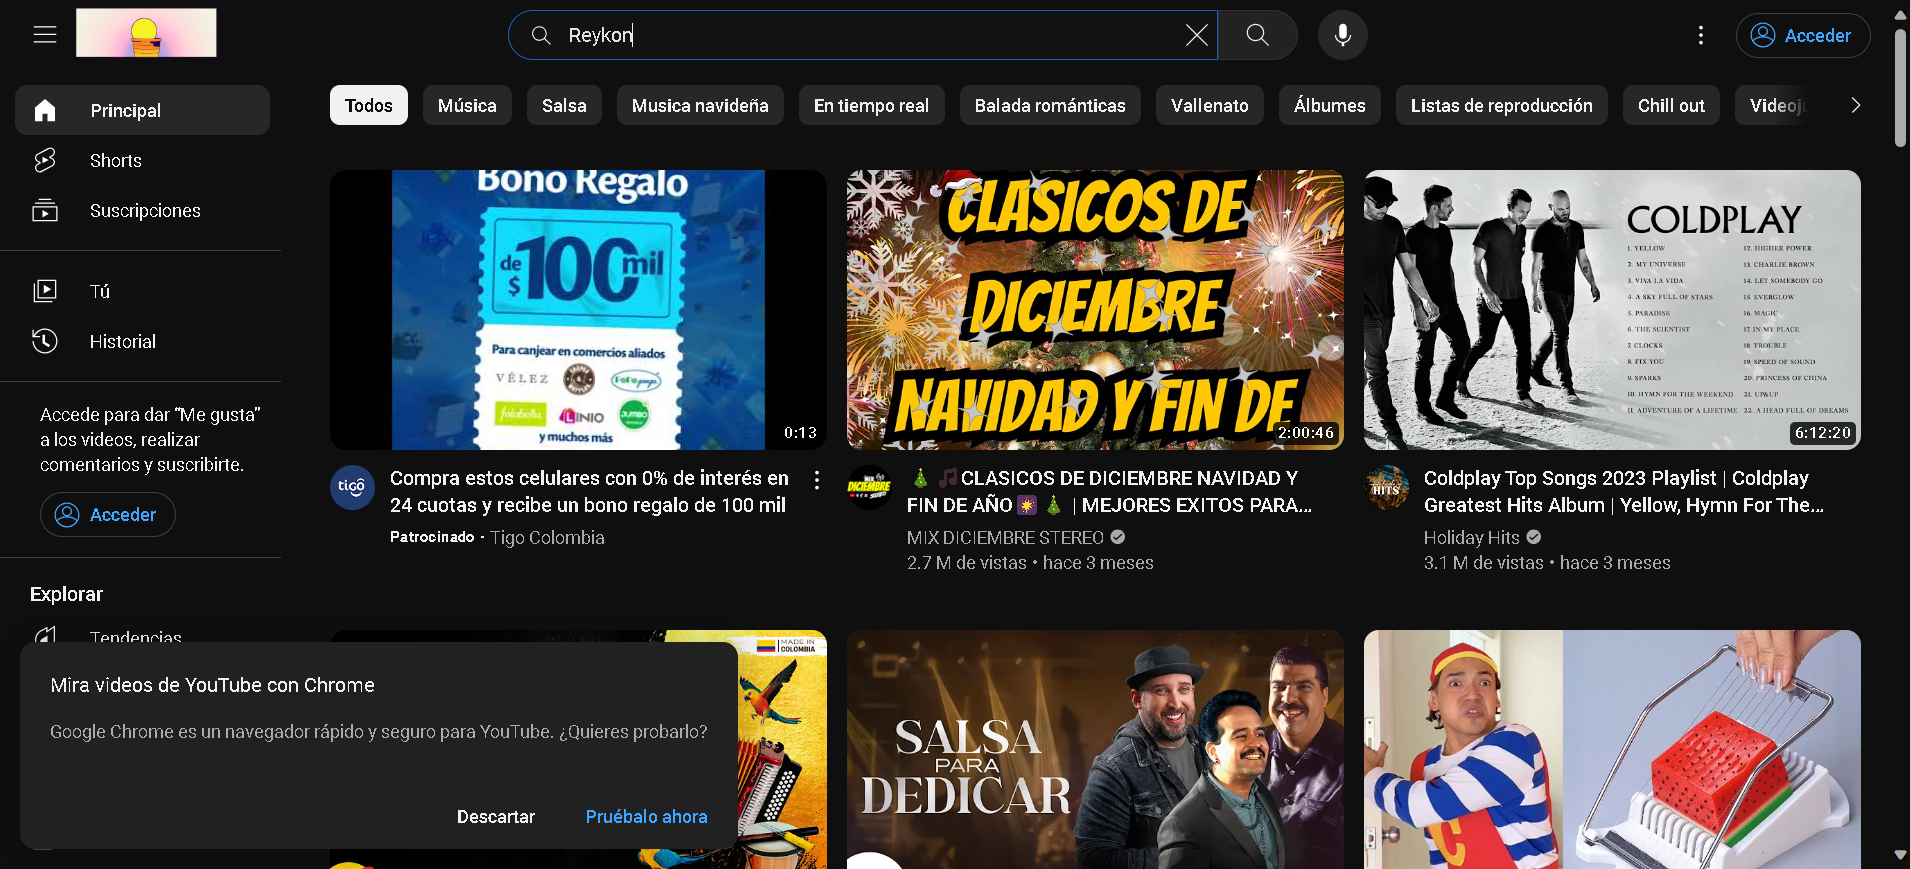 Reykon
Acceder
Principal
Shorts
Suscripciones
Tú
Historial
Accede para dar “Me gusta”
a los videos, realizar
comentarios y suscribirte.
Acceder
Explorar
Tendencias
Todos
Música
Salsa
Musica navideña
En tiempo real
Balada románticas
Vallenato
Álbumes
Listas de reproducción
Chill out
Videoj
Bono Regalo
de
$100mil
Para canjear en comercios aliados
VÉLEZ
falabella
LINIO
JUMBO
y muchos más
0:13
tigo
Compra estos celulares con 0% de interés en
24 cuotas y recibe un bono regalo de 100 mil
Patrocinado · Tigo Colombia
CLASICOS DE
DICIEMBRE
NAVIDAD Y FIN DE
2:00:46
MIX
DICIEMBRE
STEREO
🎄 🎵CLASICOS DE DICIEMBRE NAVIDAD Y
FIN DE AÑO🎇🎄 | MEJORES EXITOS PARA...
MIX DICIEMBRE STEREO
2.7 M de vistas • hace 3 meses
COLDPLAY
1. YELLOW
2. MY UNIVERSE
3. VIVA LA VIDA
4. A SKY FULL OF STARS
5. PARADISE
6. THE SCIENTIST
7. CLOCKS
8. FIX YOU
9. SPARKS
10. HYMN FOR THE WEEKEND
11. ADVENTURE OF A LIFETIME
12. HIGHER POWER
13. CHARLIE BROWN
14. LET SOMEBODY GO
15. EVERGLOW
16. MAGIC
17. IN MY PLACE
18. TROUBLE
19. SPEED OF SOUND
20. PRINCESS OF CHINA
21. UP&UP
22. A HEAD FULL OF DREAMS
6:12:20
HITS
Coldplay Top Songs 2023 Playlist | Coldplay
Greatest Hits Album | Yellow, Hymn For The...
Holiday Hits
3.1 M de vistas • hace 3 meses
MADE IN
COLOMBIA
SALSA
PARA
DEDICAR
Mira videos de YouTube con Chrome
Google Chrome es un navegador rápido y seguro para YouTube. ¿Quieres probarlo?
Descartar
Pruébalo ahora